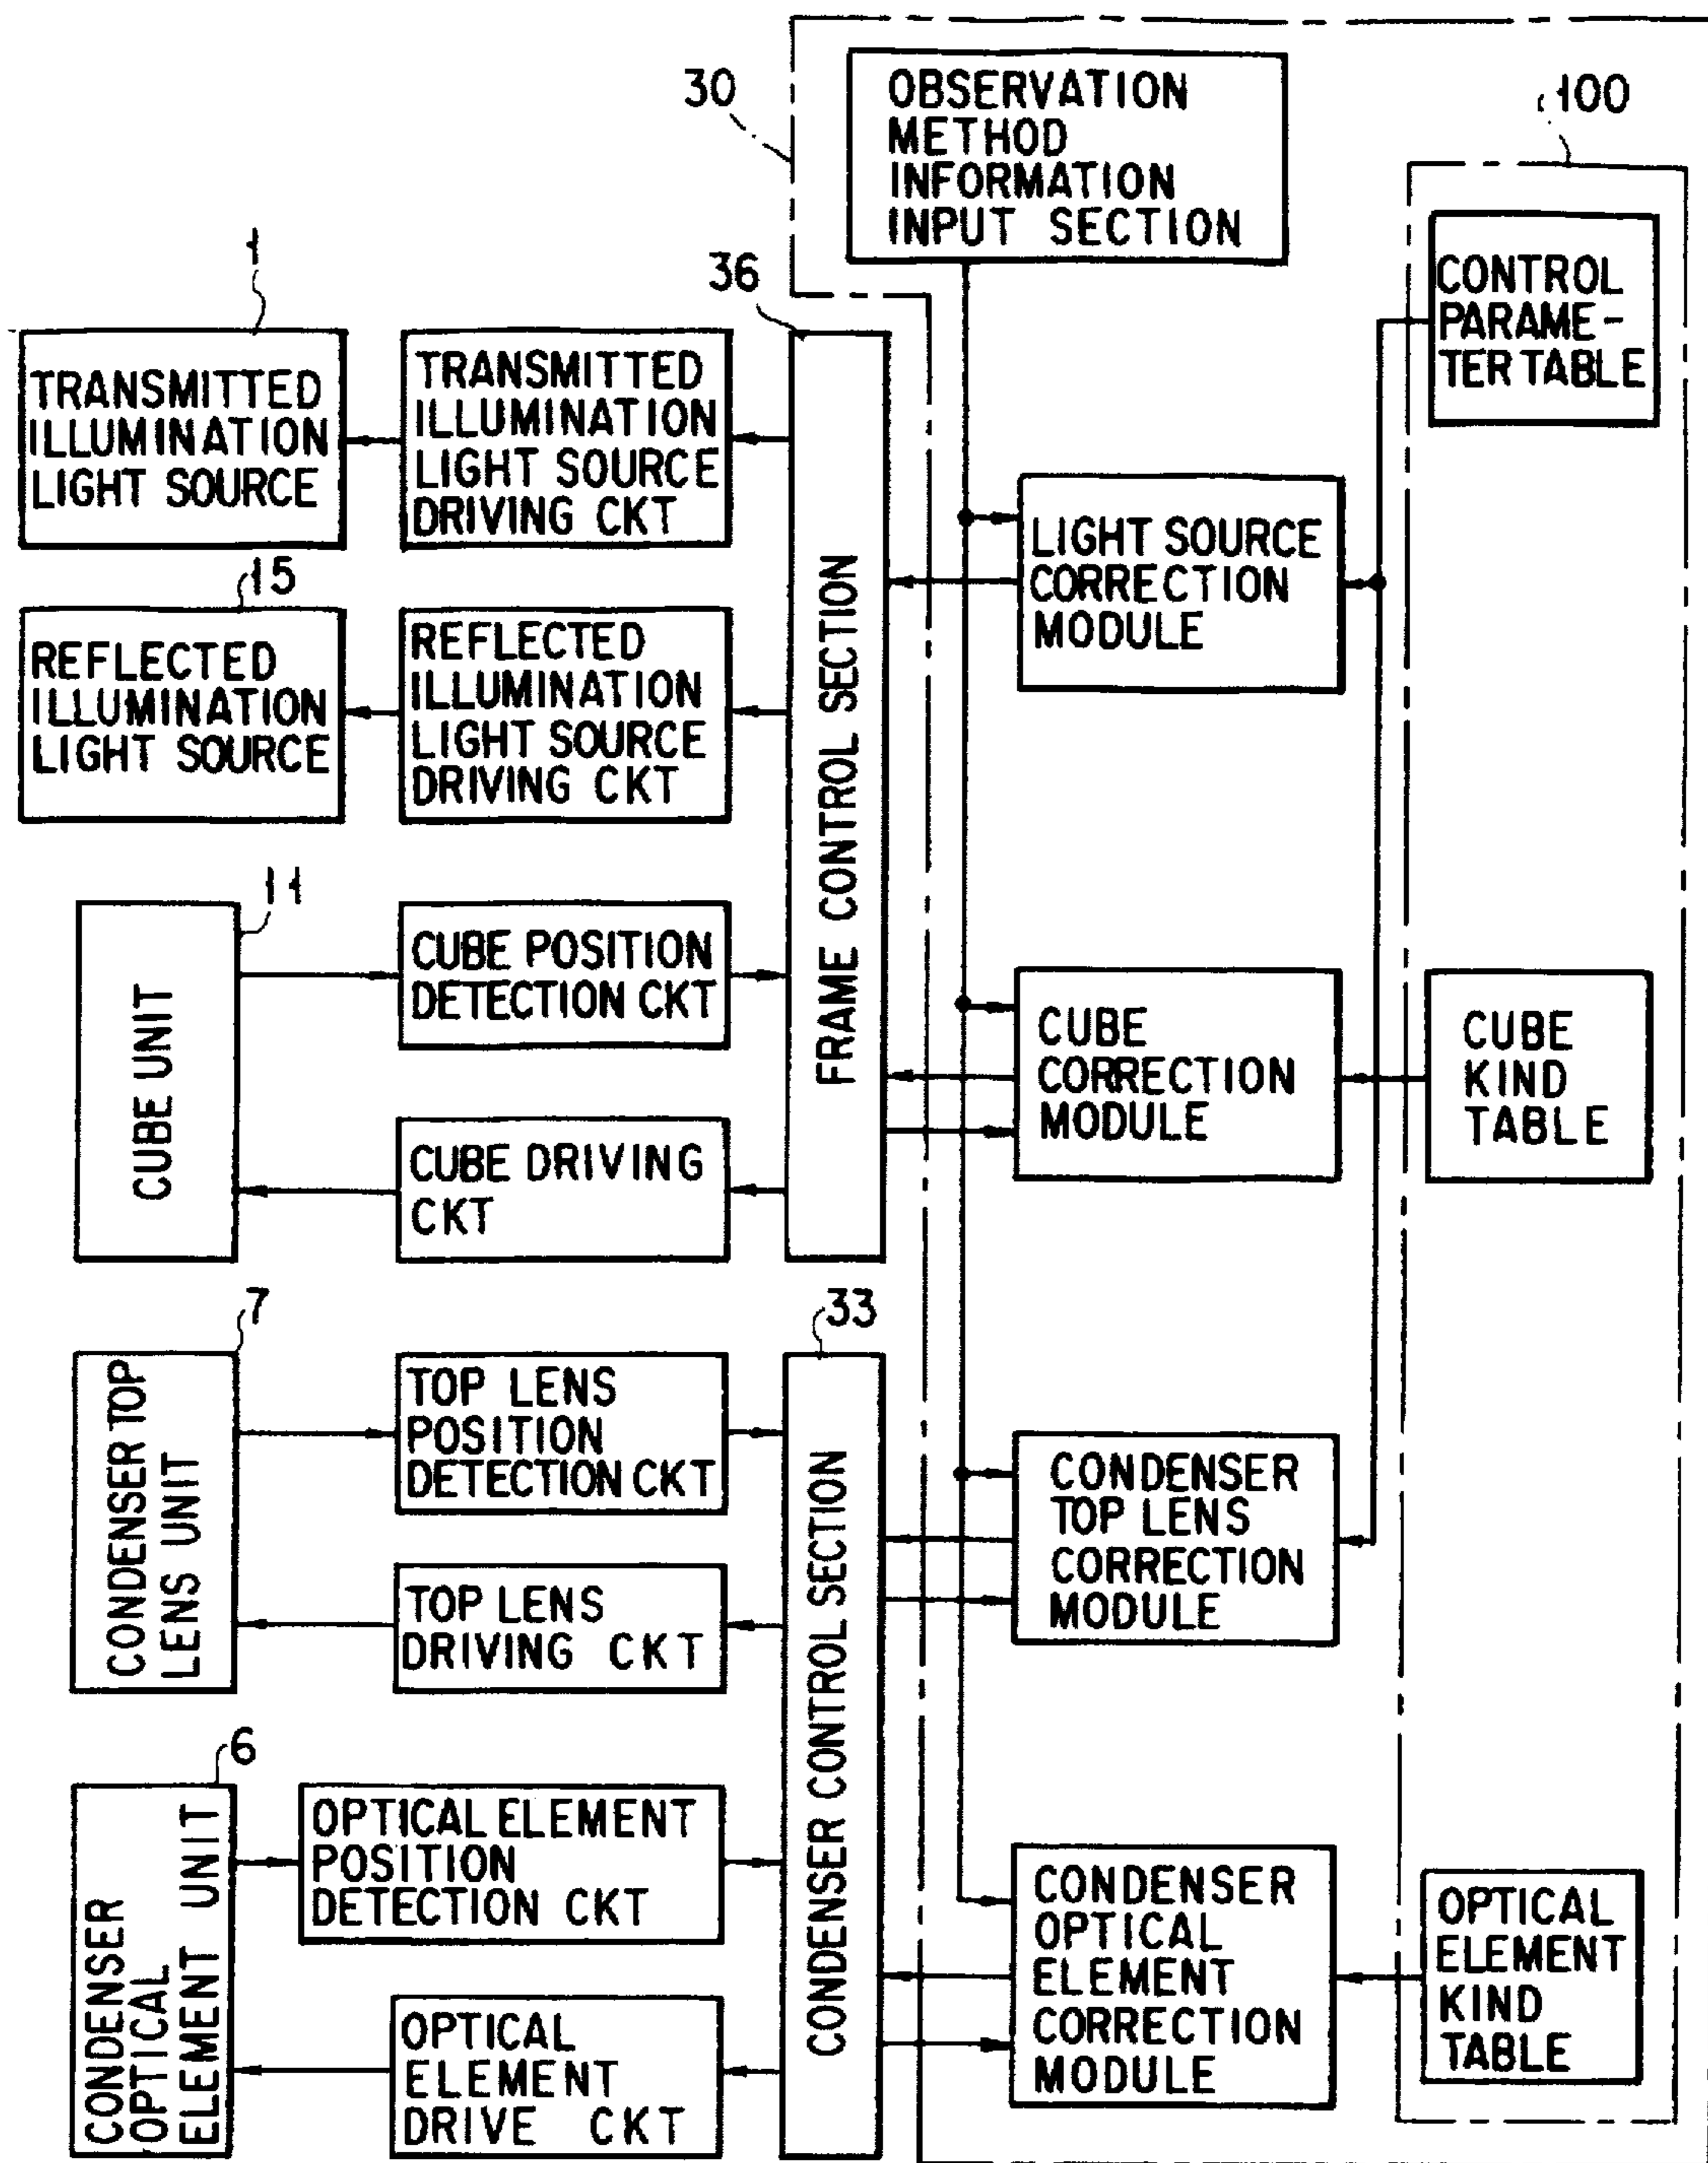 30
OBSERVATION
METHOD
INFORMATION
INPUT SECTION
100
CONTROL
PARAME-
TER TABLE
1
36
TRANSMITTED
ILLUMINATION
LIGHT SOURCE
TRANSMITTED
ILLUMINATION
LIGHT SOURCE
DRIVING CKT
FRAME CONTROL SECTION
LIGHT SOURCE
CORRECTION
MODULE
15
REFLECTED
ILLUMINATION
LIGHT SOURCE
REFLECTED
ILLUMINATION
LIGHT SOURCE
DRIVING CKT
11
CUBE UNIT
CUBE POSITION
DETECTION CKT
CUBE DRIVING
CKT
CUBE
CORRECTION
MODULE
CUBE
KIND
TABLE
7
CONDENSER TOP
LENS UNIT
TOP LENS
POSITION
DETECTION CKT
TOP LENS
DRIVING CKT
33
CONDENSER CONTROL SECTION
CONDENSER
TOP LENS
CORRECTION
MODULE
6
CONDENSER
OPTICAL
ELEMENT UNIT
OPTICAL ELEMENT
POSITION
DETECTION CKT
OPTICAL
ELEMENT
DRIVE CKT
CONDENSER
OPTICAL
ELEMENT
CORRECTION
MODULE
OPTICAL
ELEMENT
KIND
TABLE